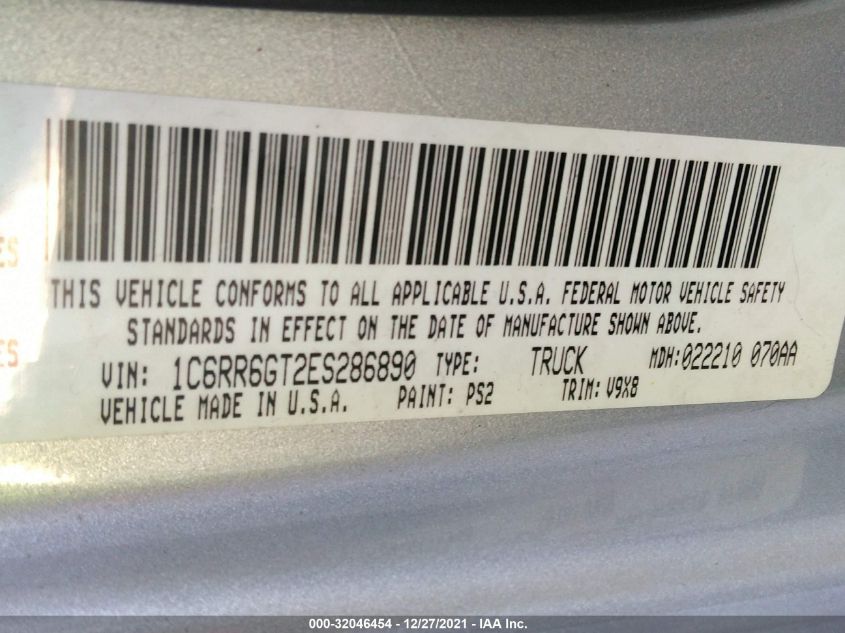 THIS VEHICLE CONFORMS TO ALL APPLICABLE U.S.A. FEDERAL MOTOR VEHICLE SAFETY
ES
STANDARDS IN EFFECT ON THE DATE OF MANUFACTURE SHOWN ABOVE.
ES
VIN: 1C6RR6GT2ES286890 TYPE: TRUCK MDH: 022210 070AA
VEHICLE MADE IN U.S.A. PAINT: PS2 TRIM: V9X8
000-32046454 - 12/27/2021 - IAA Inc.